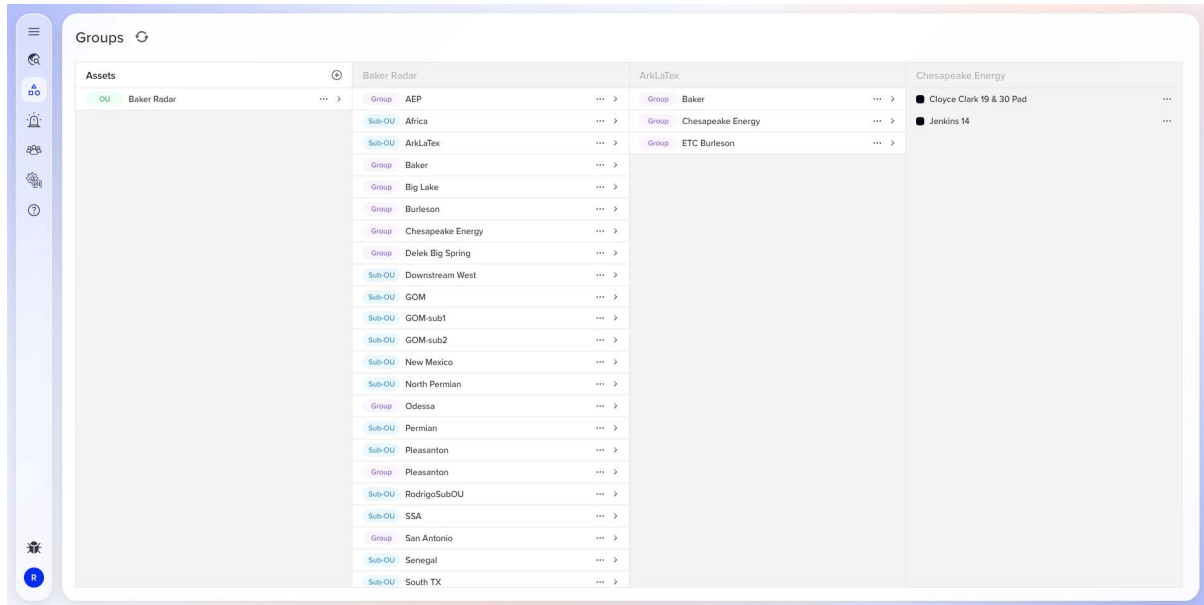 Groups
Assets
OU Baker Radar
Baker Radar
Group AEP
Sub-OU Africa
Sub-OU ArkLaTex
Group Baker
Group Big Lake
Group Burleson
Group Chesapeake Energy
Group Delek Big Spring
Sub-OU Downstream West
Sub-OU GOM
Sub-OU GOM-sub1
Sub-OU GOM-sub2
Sub-OU New Mexico
Sub-OU North Permian
Group Odessa
Sub-OU Permian
Sub-OU Pleasanton
Group Pleasanton
Sub-OU RodrigoSubOU
Sub-OU SSA
Group San Antonio
Sub-OU Senegal
Sub-OU South TX
ArkLaTex
Group Baker
Group Chesapeake Energy
Group ETC Burleson
Chesapeake Energy
Cloyce Clark 19 & 30 Pad
Jenkins 14
R